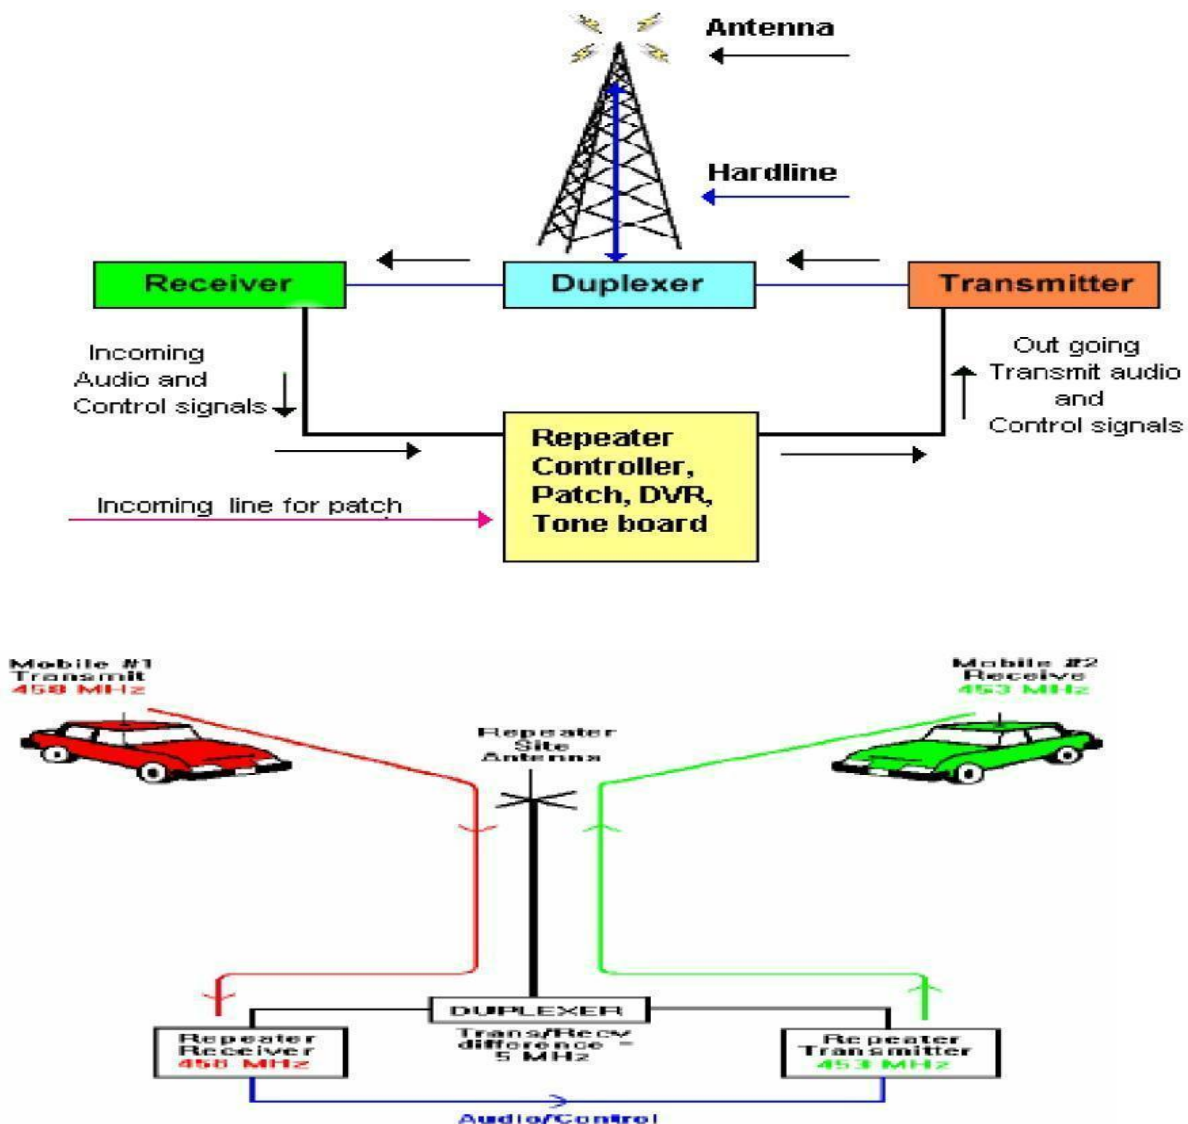 Antenna
Hardline
Receiver
Duplexer
Transmitter
Incoming
Audio and
Control signals
Out going
Transmit audio
and
Control signals
Repeater
Controller,
Patch, DVR,
Tone board
Incoming line for patch
Mobile #1
Transmit
458 MHz
Mobile #2
Receive
453 MHz
Repeater
Site
Antenna
DUPLEXER
Trans/Recv
difference =
5 MHz
Repeater
Receiver
458 MHz
Repeater
Transmitter
453 MHz
Audio/Control